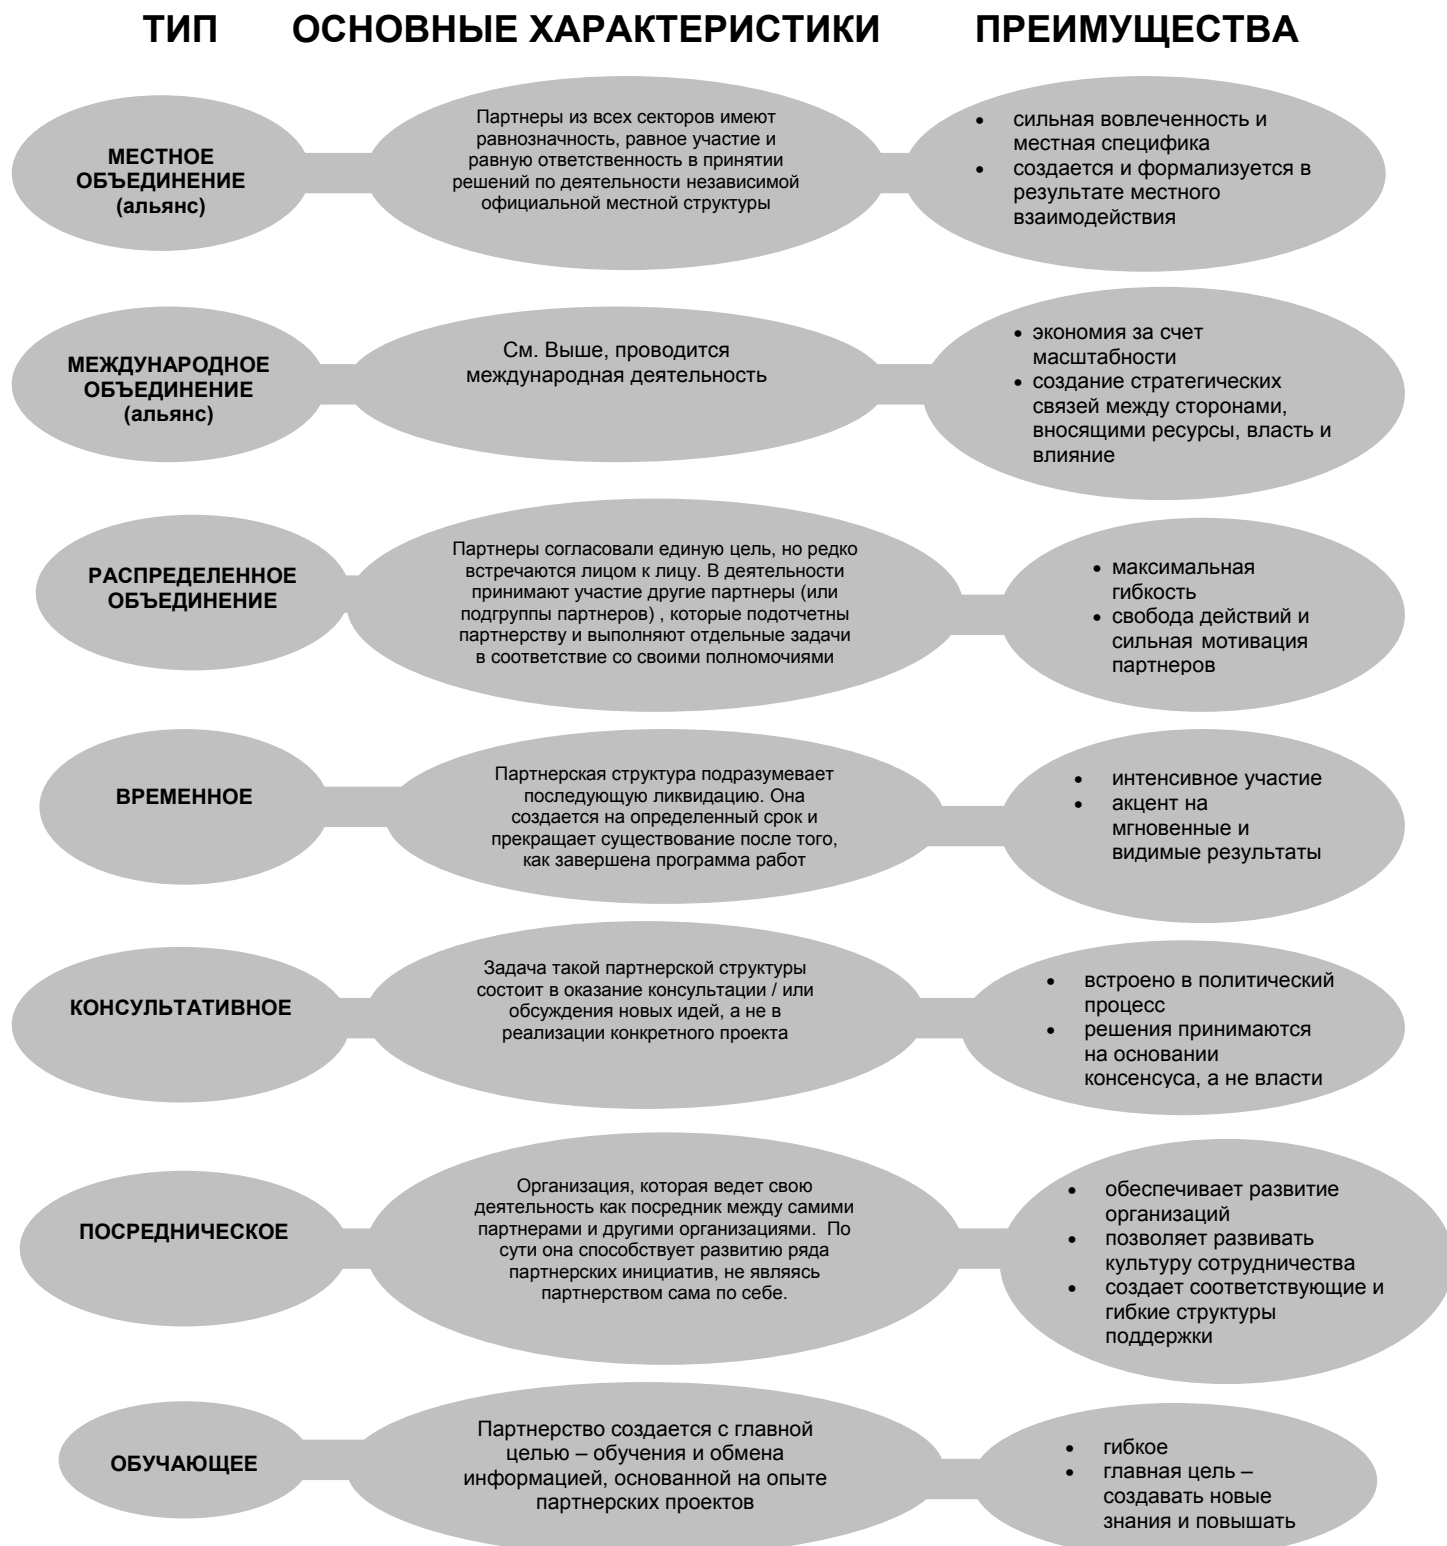 ТИП ОСНОВНЫЕ ХАРАКТЕРИСТИКИ ПРЕИМУЩЕСТВА
МЕСТНОЕ
ОБЪЕДИНЕНИЕ
(альянс)
Партнеры из всех секторов имеют
равнозначность, равное участие и
равную ответственность в принятии
решений по деятельности независимой
официальной местной структуры
• сильная вовлеченность и
местная специфика
• создается и формализуется в
результате местного
взаимодействия
МЕЖДУНАРОДНОЕ
ОБЪЕДИНЕНИЕ
(альянс)
См. Выше, проводится
международная деятельность
• экономия за счет
масштабности
• создание стратегических
связей между сторонами,
вносящими ресурсы, власть и
влияние
РАСПРЕДЕЛЕННОЕ
ОБЪЕДИНЕНИЕ
Партнеры согласовали единую цель, но редко
встречаются лицом к лицу. В деятельности
принимают участие другие партнеры (или
подгруппы партнеров) , которые подотчетны
партнерству и выполняют отдельные задачи
в соответствие со своими полномочиями
• максимальная
гибкость
• свобода действий и
сильная мотивация
партнеров
ВРЕМЕННОЕ
Партнерская структура подразумевает
последующую ликвидацию. Она
создается на определенный срок и
прекращает существование после того,
как завершена программа работ
• интенсивное участие
• акцент на
мгновенные и
видимые результаты
КОНСУЛЬТАТИВНОЕ
Задача такой партнерской структуры
состоит в оказание консультации / или
обсуждения новых идей, а не в
реализации конкретного проекта
• встроено в политический
процесс
• решения принимаются
на основании
консенсуса, а не власти
ПОСРЕДНИЧЕСКОЕ
Организация, которая ведет свою
деятельность как посредник между самими
партнерами и другими организациями. По
сути она способствует развитию ряда
партнерских инициатив, не являясь
партнерством сама по себе.
• обеспечивает развитие
организаций
• позволяет развивать
культуру сотрудничества
• создает соответствующие и
гибкие структуры
поддержки
ОБУЧАЮЩЕЕ
Партнерство создается с главной
целью – обучения и обмена
информацией, основанной на опыте
партнерских проектов
• гибкое
• главная цель –
создавать новые
знания и повышать